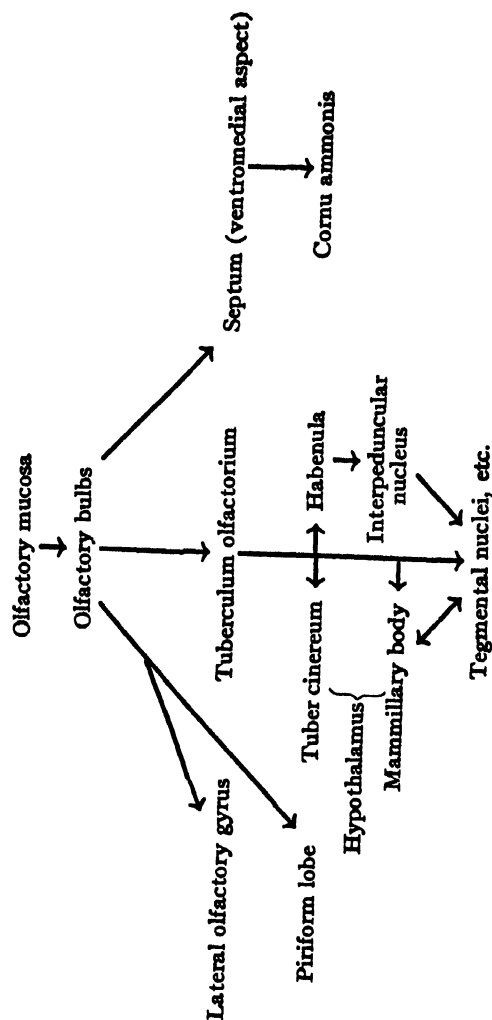 Olfactory mucosa
Olfactory bulbs
Lateral olfactory gyrus
Tuberculum olfactorium
Septum (ventromedial aspect)
Piriform lobe
Tuber cinereum
Habenula
Cornu ammonis
Hypothalamus
Mammillary body
Interpeduncular
nucleus
Tegmental nuclei, etc.